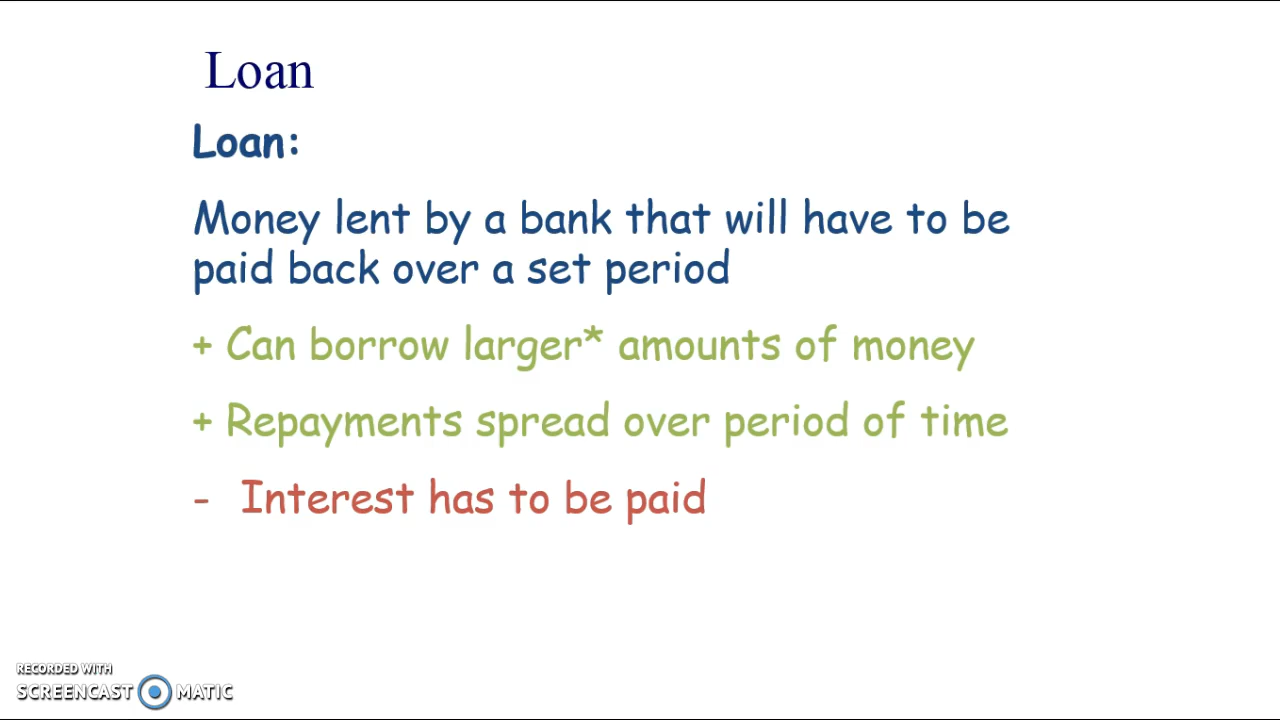 Loan
Loan:
Money lent by a bank that will have to be
paid back over a set period
+ Can borrow larger* amounts of money
+ Repayments spread over period of time
- Interest has to be paid
RECORDED WITH
SCREENCAST MATIC